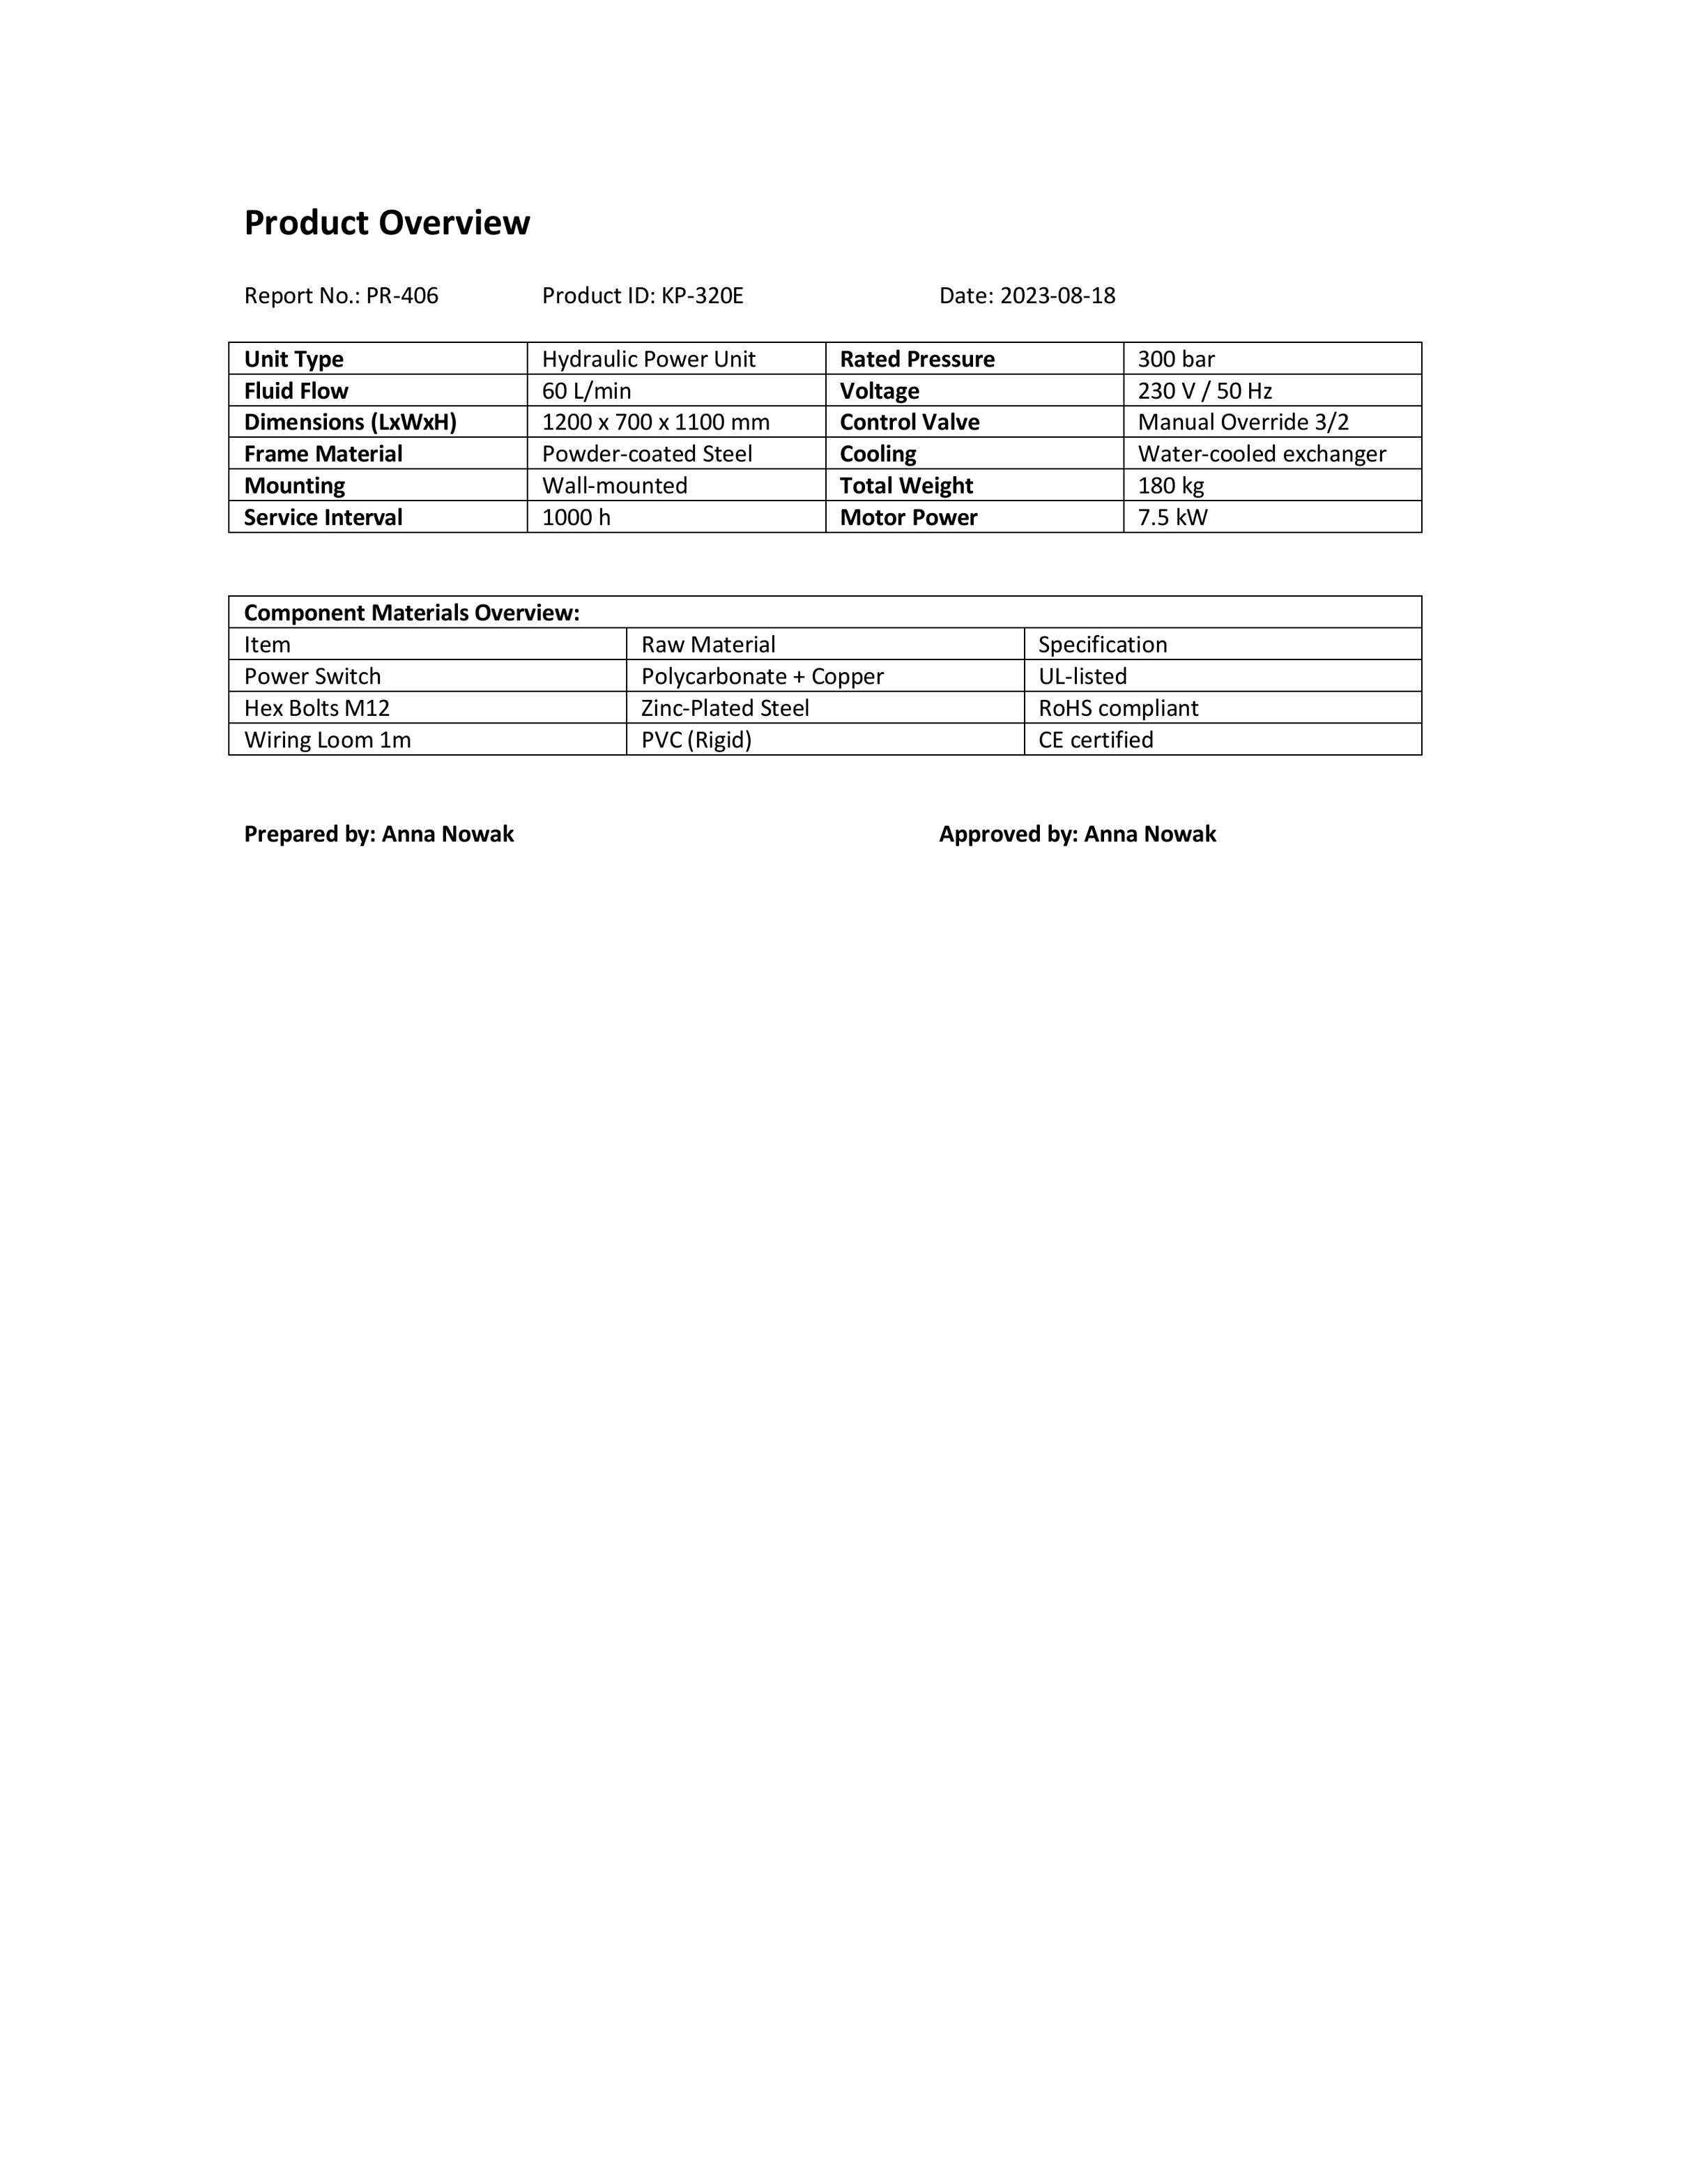 Product Overview
Report No.: PR-406 Product ID: KP-320E Date: 2023-08-18
Unit Type Hydraulic Power Unit Rated Pressure 300 bar
Fluid Flow 60 L/min Voltage 230 V / 50 Hz
Dimensions (LxWxH) 1200 x 700 x 1100 mm Control Valve Manual Override 3/2
Frame Material Powder-coated Steel Cooling Water-cooled exchanger
Mounting Wall-mounted Total Weight 180 kg
Service Interval 1000 h Motor Power 7.5 kW
Component Materials Overview:
Item Raw Material Specification
Power Switch Polycarbonate + Copper UL-listed
Hex Bolts M12 Zinc-Plated Steel RoHS compliant
Wiring Loom 1m PVC (Rigid) CE certified
Prepared by: Anna Nowak Approved by: Anna Nowak